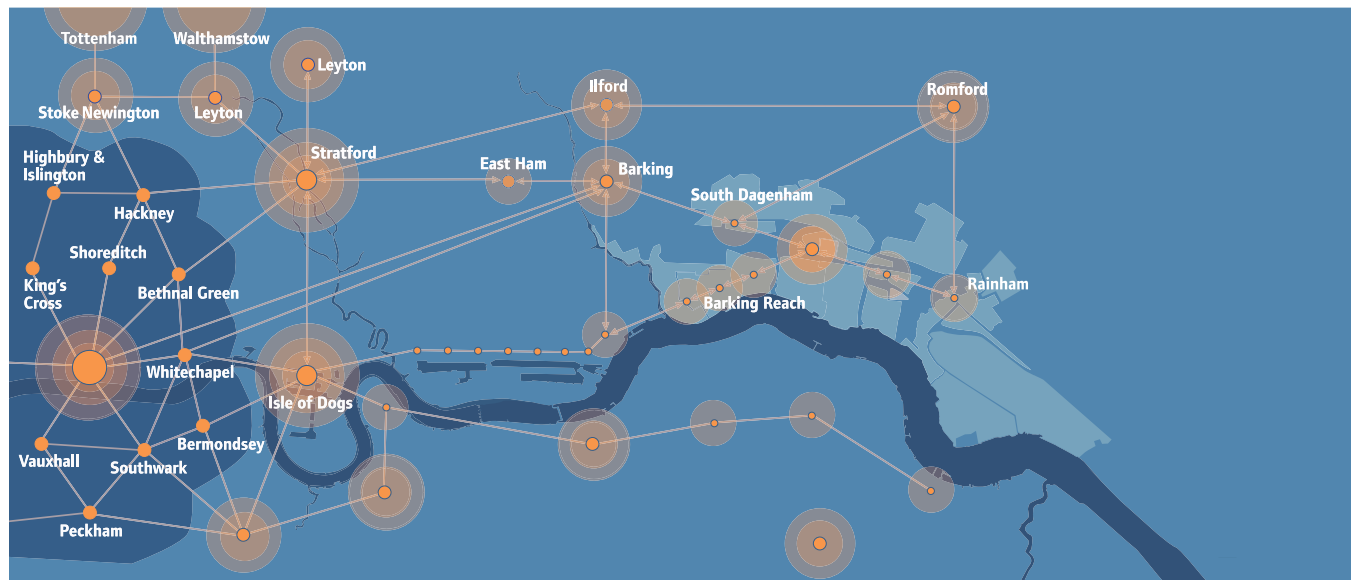 Tottenham
Walthamstow
Leyton
Ilford
Romford
Stoke Newington
Leyton
Highbury &
Islington
Stratford
East Ham
Barking
Hackney
South Dagenham
Shoreditch
King's
Cross
Bethnal Green
Rainham
Barking Reach
Whitechapel
Isle of Dogs
Bermondsey
Vauxhall
Southwark
Peckham